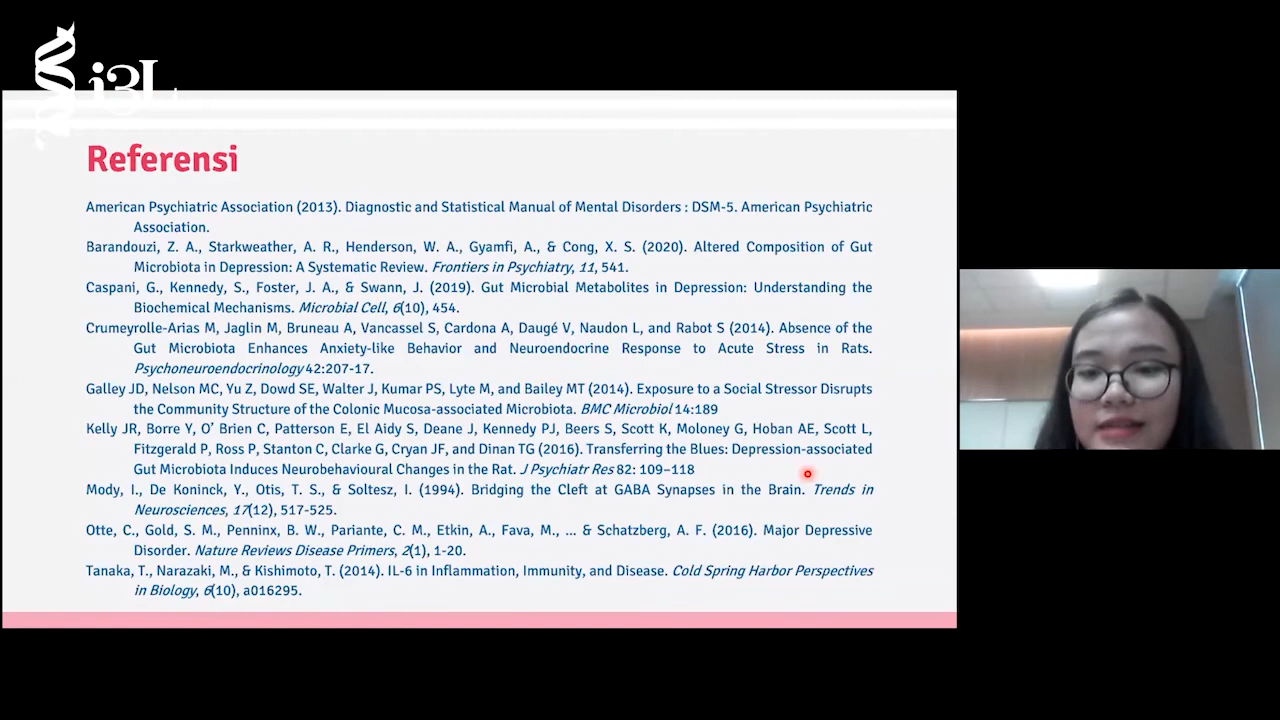 i3L
Referensi
American Psychiatric Association (2013). Diagnostic and Statistical Manual of Mental Disorders : DSM-5. American Psychiatric
Association.
Barandouzi, Z. A., Starkweather, A. R., Henderson, W. A., Gyamfi, A., & Cong, X. S. (2020). Altered Composition of Gut
Microbiota in Depression: A Systematic Review. Frontiers in Psychiatry, 11, 541.
Caspani, G., Kennedy, S., Foster, J. A., & Swann, J. (2019). Gut Microbial Metabolites in Depression: Understanding the
Biochemical Mechanisms. Microbial Cell, 6(10), 454.
Crumeyrolle-Arias M, Jaglin M, Bruneau A, Vancassel S, Cardona A, Daugé V, Naudon L, and Rabot S (2014). Absence of the
Gut Microbiota Enhances Anxiety-like Behavior and Neuroendocrine Response to Acute Stress in Rats.
Psychoneuroendocrinology 42:207-17.
Galley JD, Nelson MC, Yu Z, Dowd SE, Walter J, Kumar PS, Lyte M, and Bailey MT (2014). Exposure to a Social Stressor Disrupts
the Community Structure of the Colonic Mucosa-associated Microbiota. BMC Microbiol 14:189
Kelly JR, Borre Y, O' Brien C, Patterson E, El Aidy S, Deane J, Kennedy PJ, Beers S, Scott K, Moloney G, Hoban AE, Scott L,
Fitzgerald P, Ross P, Stanton C, Clarke G, Cryan JF, and Dinan TG (2016). Transferring the Blues: Depression-associated
Gut Microbiota Induces Neurobehavioural Changes in the Rat. J Psychiatr Res 82: 109–118
Mody, I., De Koninck, Y., Otis, T. S., & Soltesz, I. (1994). Bridging the Cleft at GABA Synapses in the Brain. Trends in
Neurosciences, 17(12), 517-525.
Otte, C., Gold, S. M., Penninx, B. W., Pariante, C. M., Etkin, A., Fava, M., ... & Schatzberg, A. F. (2016). Major Depressive
Disorder. Nature Reviews Disease Primers, 2(1), 1-20.
Tanaka, T., Narazaki, M., & Kishimoto, T. (2014). IL-6 in Inflammation, Immunity, and Disease. Cold Spring Harbor Perspectives
in Biology, 6(10), a016295.